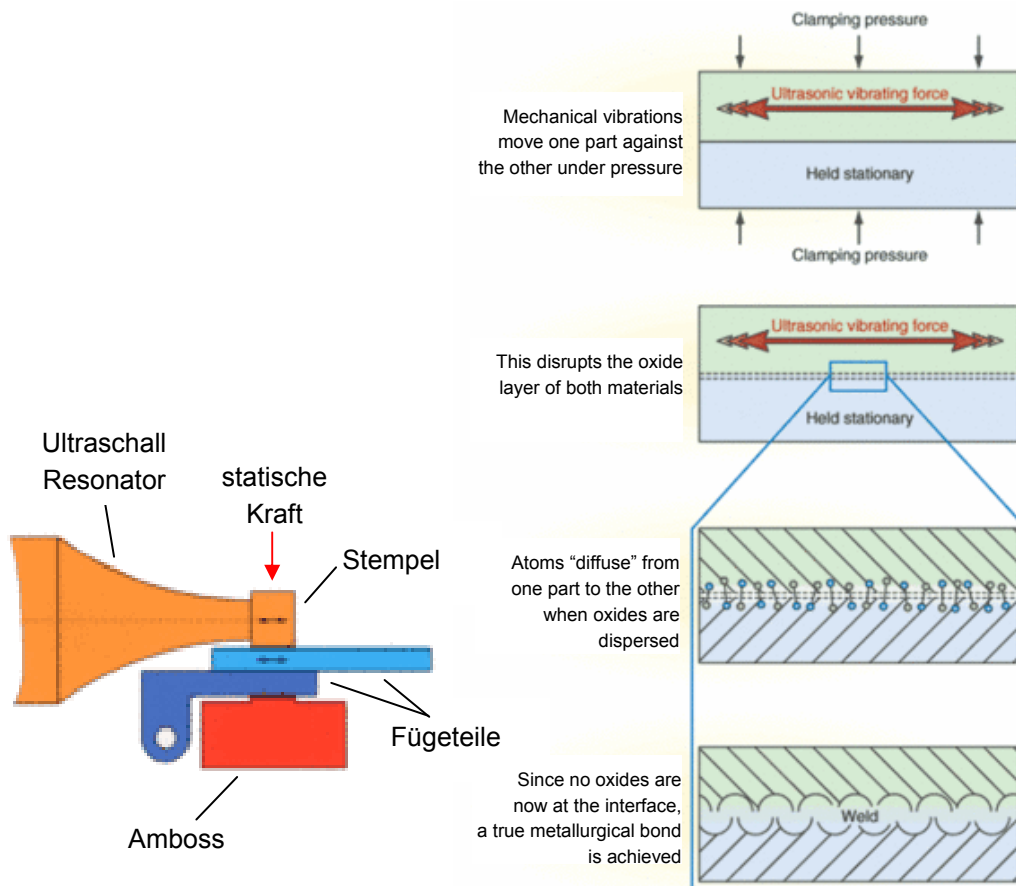 Ultraschall
Resonator
statische
Kraft
Stempel
Fügeteile
Amboss
Clamping pressure
Mechanical vibrations
move one part against
the other under pressure
Ultrasonic vibrating force
Held stationary
Clamping pressure
This disrupts the oxide
layer of both materials
Ultrasonic vibrating force
Held stationary
Atoms “diffuse” from
one part to the other
when oxides are
dispersed
Since no oxides are
now at the interface,
a true metallurgical bond
is achieved
Weld